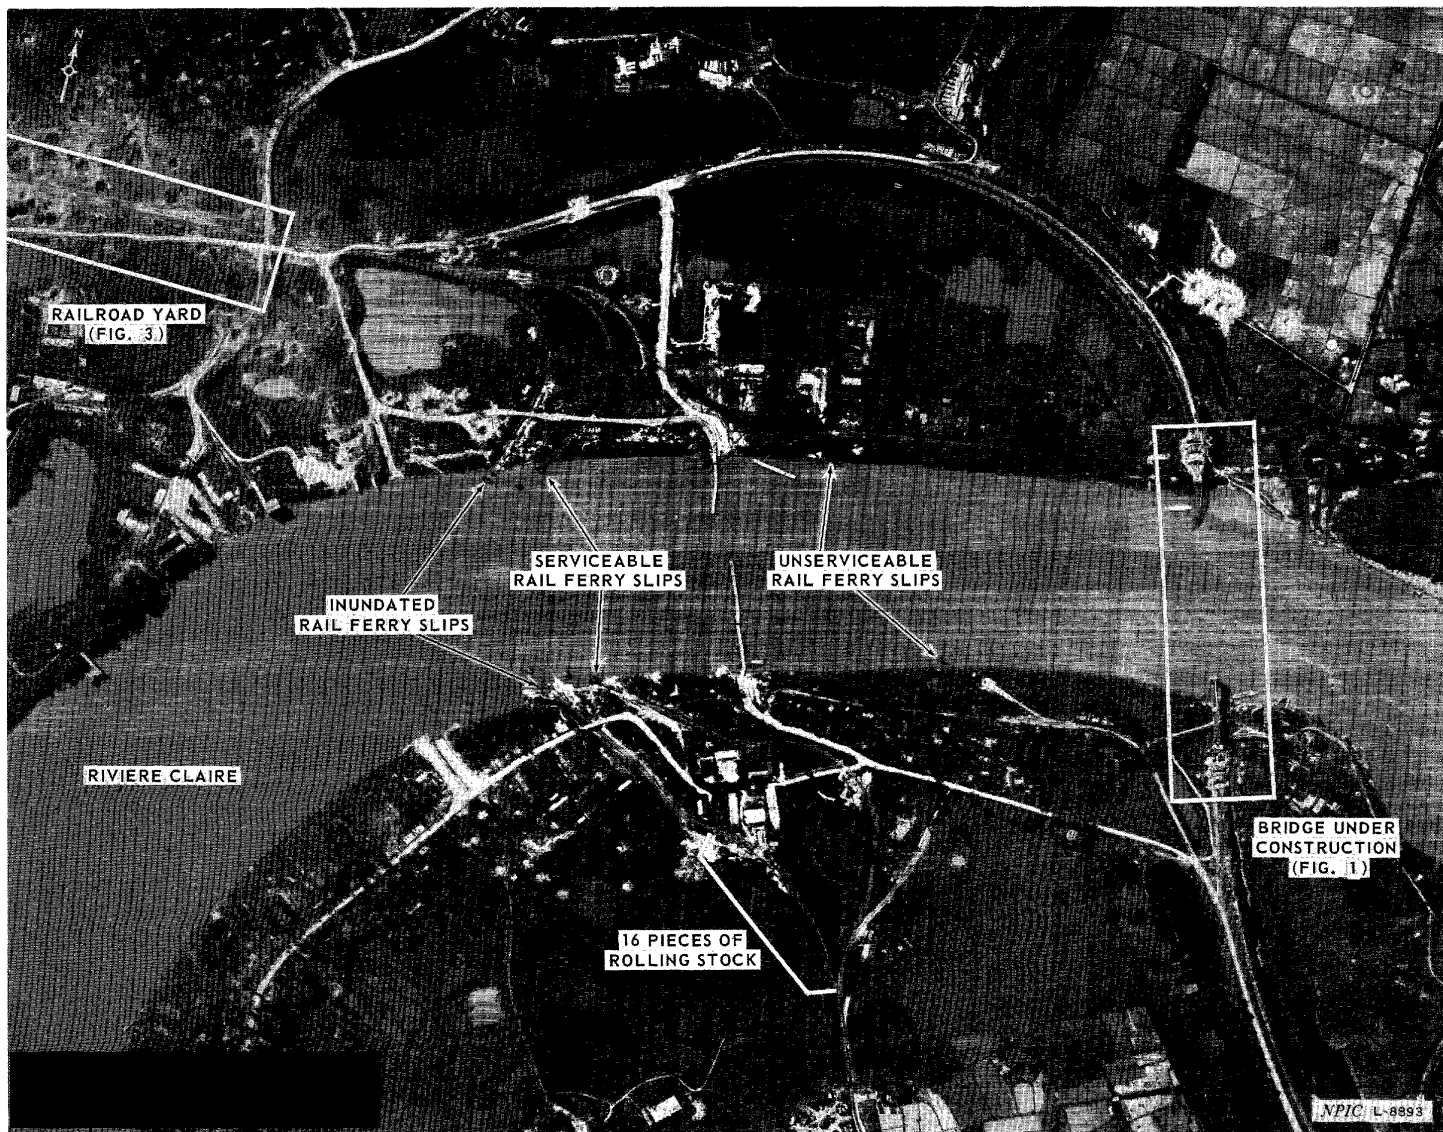 N
RAILROAD YARD
(FIG. 3)
SERVICEABLE
RAIL FERRY SLIPS
UNSERVICEABLE
RAIL FERRY SLIPS
INUNDATED
RAIL FERRY SLIPS
RIVIERE CLAIRE
BRIDGE UNDER
CONSTRUCTION
(FIG. 1)
16 PIECES OF
ROLLING STOCK
NPIC L-8893